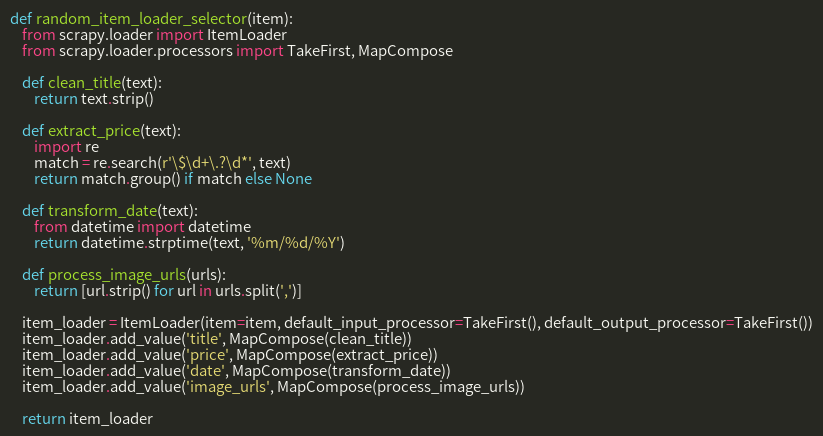 def random_item_loader_selector(item):
from scrapy.loader import ItemLoader
from scrapy.loader.processors import TakeFirst, MapCompose
def clean_title(text):
return text.strip()
def extract_price(text):
import re
match = re.search(r'\$\d+\.?\d*', text)
return match.group() if match else None
def transform_date(text):
from datetime import datetime
return datetime.strptime(text, '%m/%d/%Y')
def process_image_urls(urls):
return [url.strip() for url in urls.split(',')]
item_loader = ItemLoader(item=item, default_input_processor=TakeFirst(), default_output_processor=TakeFirst())
item_loader.add_value('title', MapCompose(clean_title))
item_loader.add_value('price', MapCompose(extract_price))
item_loader.add_value('date', MapCompose(transform_date))
item_loader.add_value('image_urls', MapCompose(process_image_urls))
return item_loader